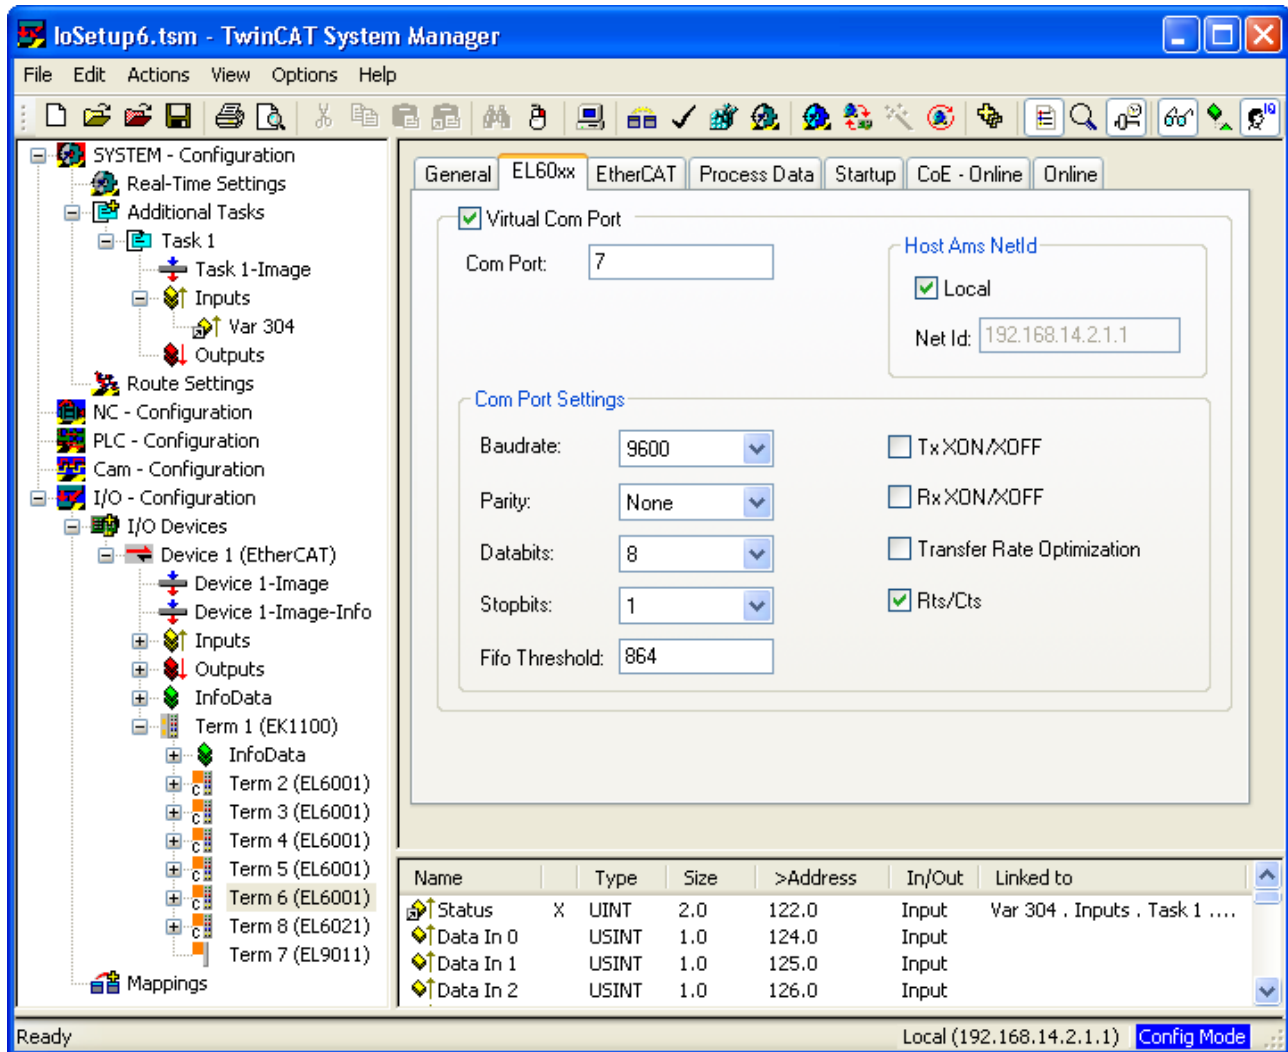 IoSetup6.tsm - TwinCAT System Manager
File Edit Actions View Options Help
SYSTEM - Configuration
Real-Time Settings
Additional Tasks
Task 1
Task 1-Image
Inputs
Var 304
Outputs
Route Settings
NC - Configuration
PLC - Configuration
Cam - Configuration
I/O - Configuration
I/O Devices
Device 1 (EtherCAT)
Device 1-Image
Device 1-Image-Info
Inputs
Outputs
InfoData
Term 1 (EK1100)
InfoData
Term 2 (EL6001)
Term 3 (EL6001)
Term 4 (EL6001)
Term 5 (EL6001)
Term 6 (EL6001)
Term 8 (EL6021)
Term 7 (EL9011)
Mappings
General EL60xx EtherCAT Process Data Startup CoE - Online Online
Virtual Com Port
Com Port: 7
Host Ams NetId
Local
Net Id: 192.168.14.2.1.1
Com Port Settings
Baudrate: 9600 Tx XON/XOFF
Parity: None Rx XON/XOFF
Databits: 8 Transfer Rate Optimization
Stopbits: 1 Rts/Cts
Fifo Threshold: 864
Name Type Size >Address In/Out Linked to
Status X UINT 2.0 122.0 Input Var 304 . Inputs . Task 1 ....
Data In 0 USINT 1.0 124.0 Input
Data In 1 USINT 1.0 125.0 Input
Data In 2 USINT 1.0 126.0 Input
Ready Local (192.168.14.2.1.1) Config Mode